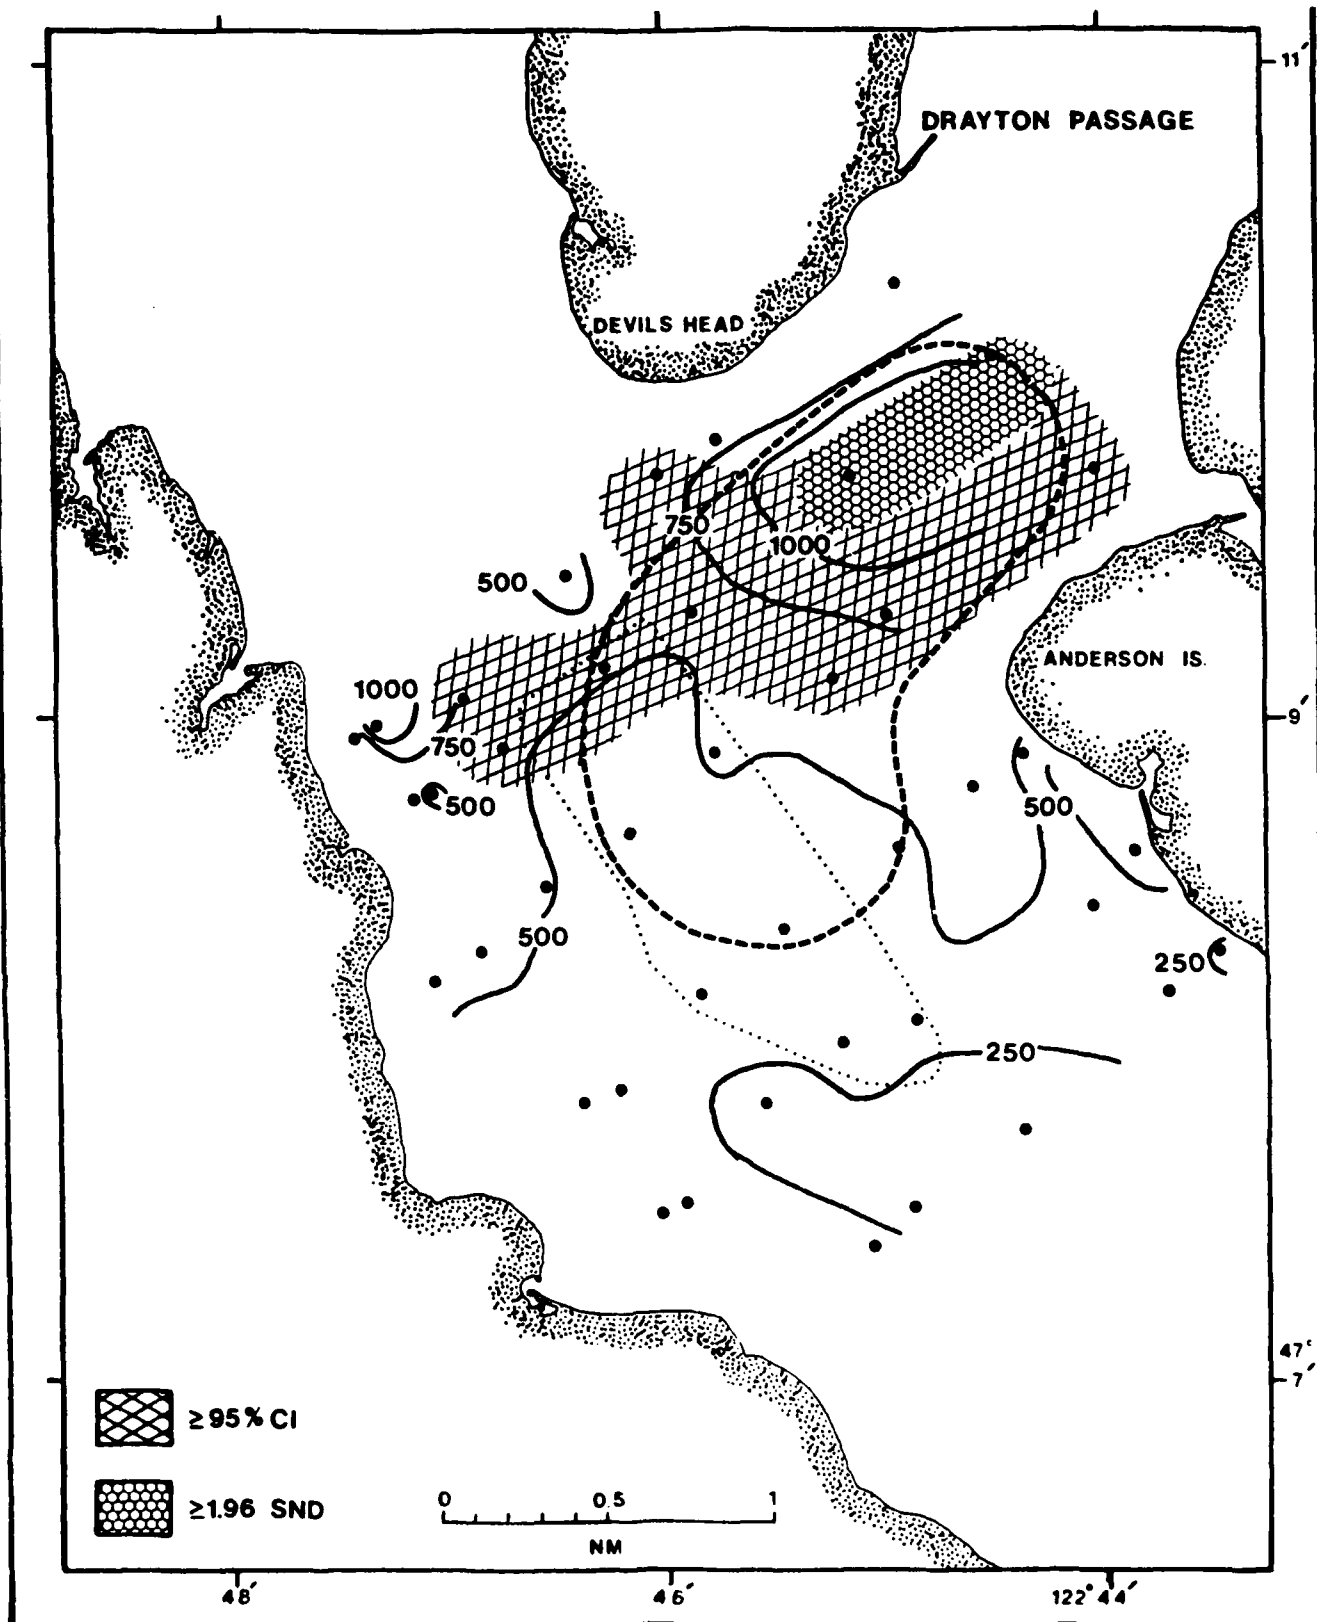 11′
DRAYTON PASSAGE
DEVILS HEAD
750
1000
500
ANDERSON IS.
1000
9′
750
500
500
500
250
250
47°
7′
≥95% CI
≥1.96 SND
0 0.5 1
NM
48′ 46′ 122°44′